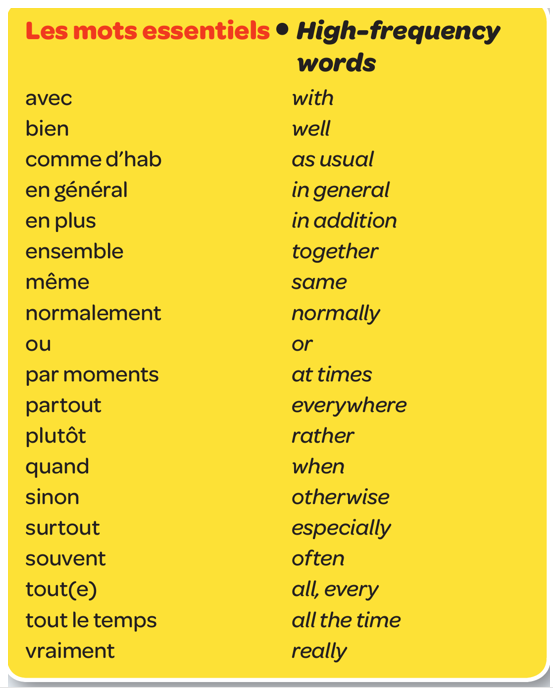 Les mots essentiels • High-frequency
words
avec with
bien well
comme d'hab as usual
en général in general
en plus in addition
ensemble together
même same
normalement normally
ou or
par moments at times
partout everywhere
plutôt rather
quand when
sinon otherwise
surtout especially
souvent often
tout(e) all, every
tout le temps all the time
vraiment really